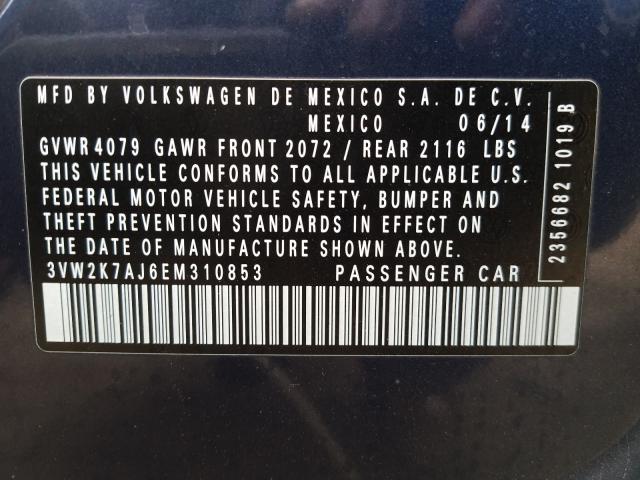 MFD BY VOLKSWAGEN DE MEXICO S.A. DE C.V.
MEXICO 06/14
GVWR 4079 GAWR FRONT 2072 / REAR 2116 LBS
THIS VEHICLE CONFORMS TO ALL APPLICABLE U.S.
FEDERAL MOTOR VEHICLE SAFETY, BUMPER AND
THEFT PREVENTION STANDARDS IN EFFECT ON
THE DATE OF MANUFACTURE SHOWN ABOVE.
3VW2K7AJ6EM310853 PASSENGER CAR
2356682 1019 B